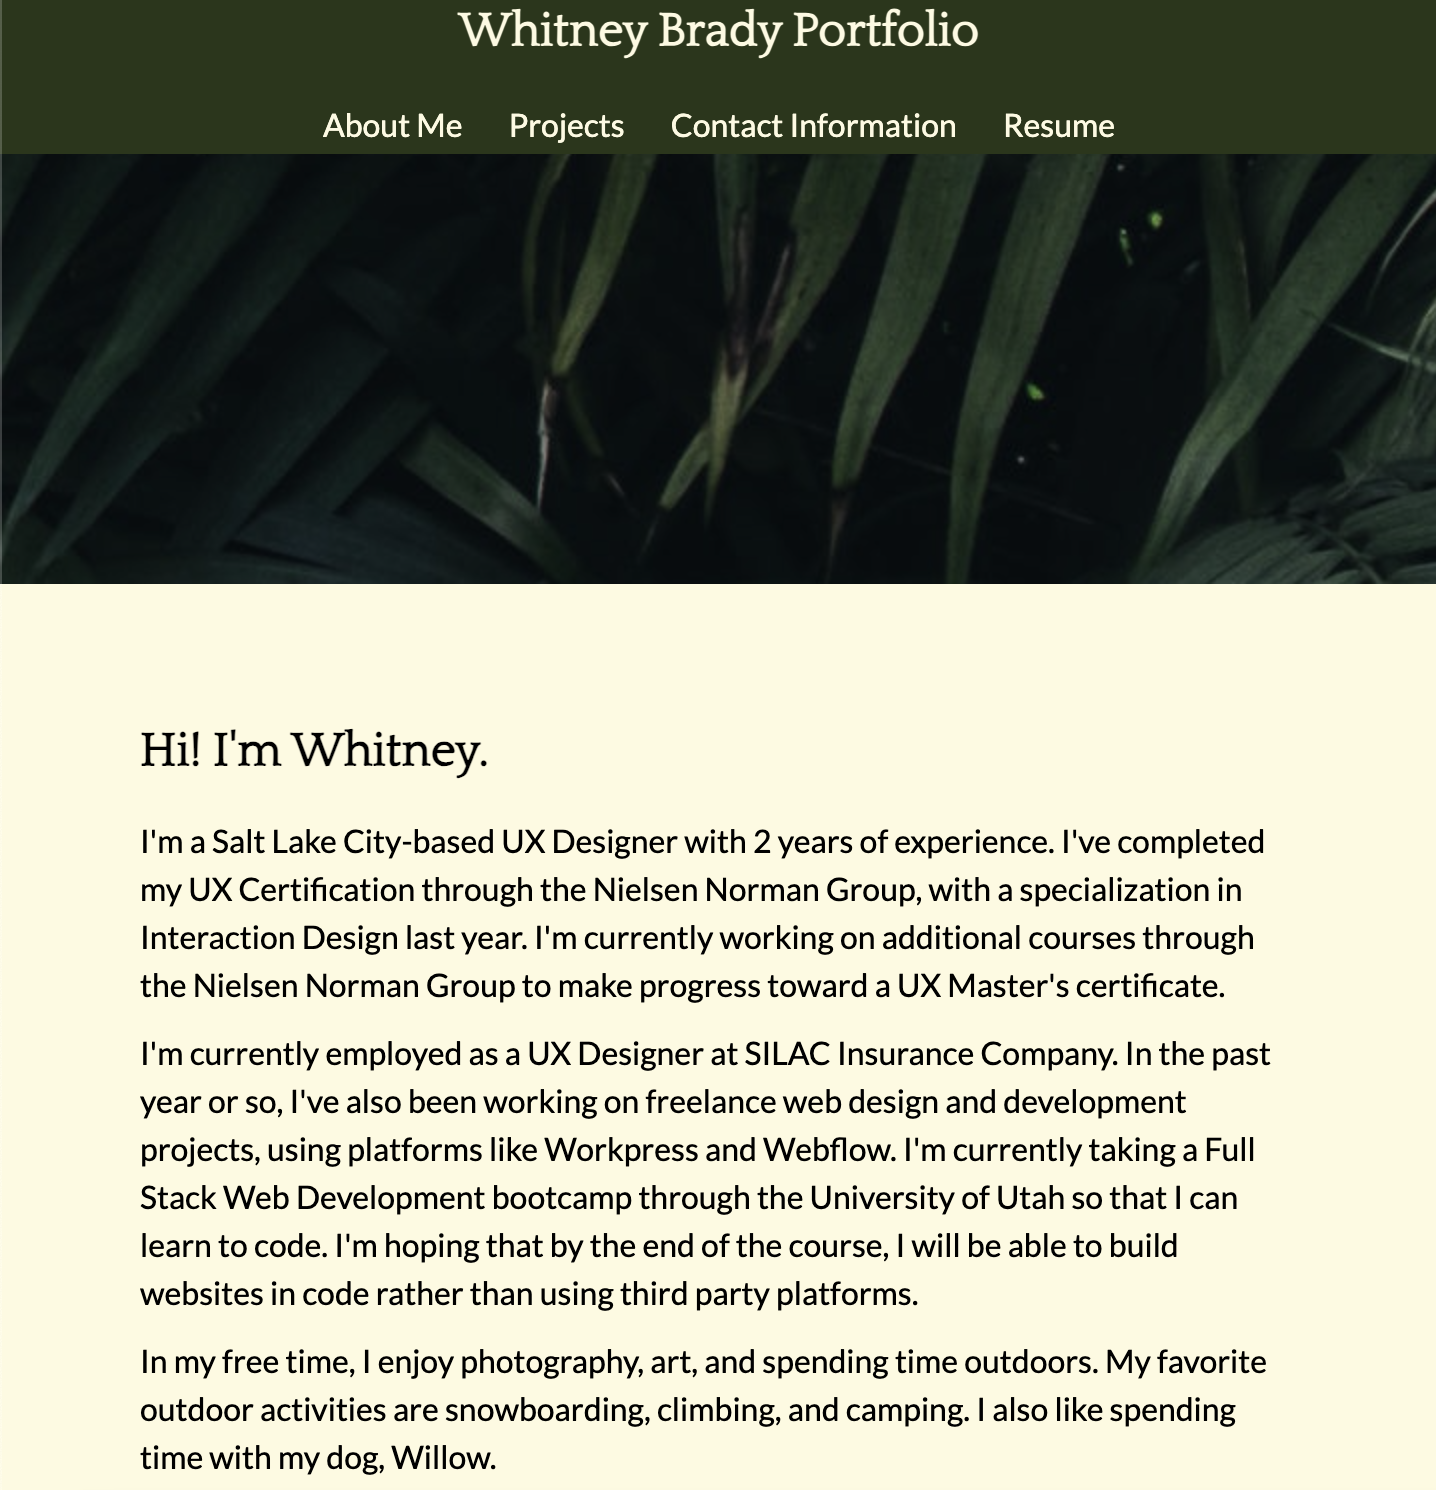 Whitney Brady Portfolio
About Me Projects Contact Information Resume
Hi! I'm Whitney.
I'm a Salt Lake City-based UX Designer with 2 years of experience. I've completed
my UX Certification through the Nielsen Norman Group, with a specialization in
Interaction Design last year. I'm currently working on additional courses through
the Nielsen Norman Group to make progress toward a UX Master's certificate.
I'm currently employed as a UX Designer at SILAC Insurance Company. In the past
year or so, I've also been working on freelance web design and development
projects, using platforms like Workpress and Webflow. I'm currently taking a Full
Stack Web Development bootcamp through the University of Utah so that I can
learn to code. I'm hoping that by the end of the course, I will be able to build
websites in code rather than using third party platforms.
In my free time, I enjoy photography, art, and spending time outdoors. My favorite
outdoor activities are snowboarding, climbing, and camping. I also like spending
time with my dog, Willow.